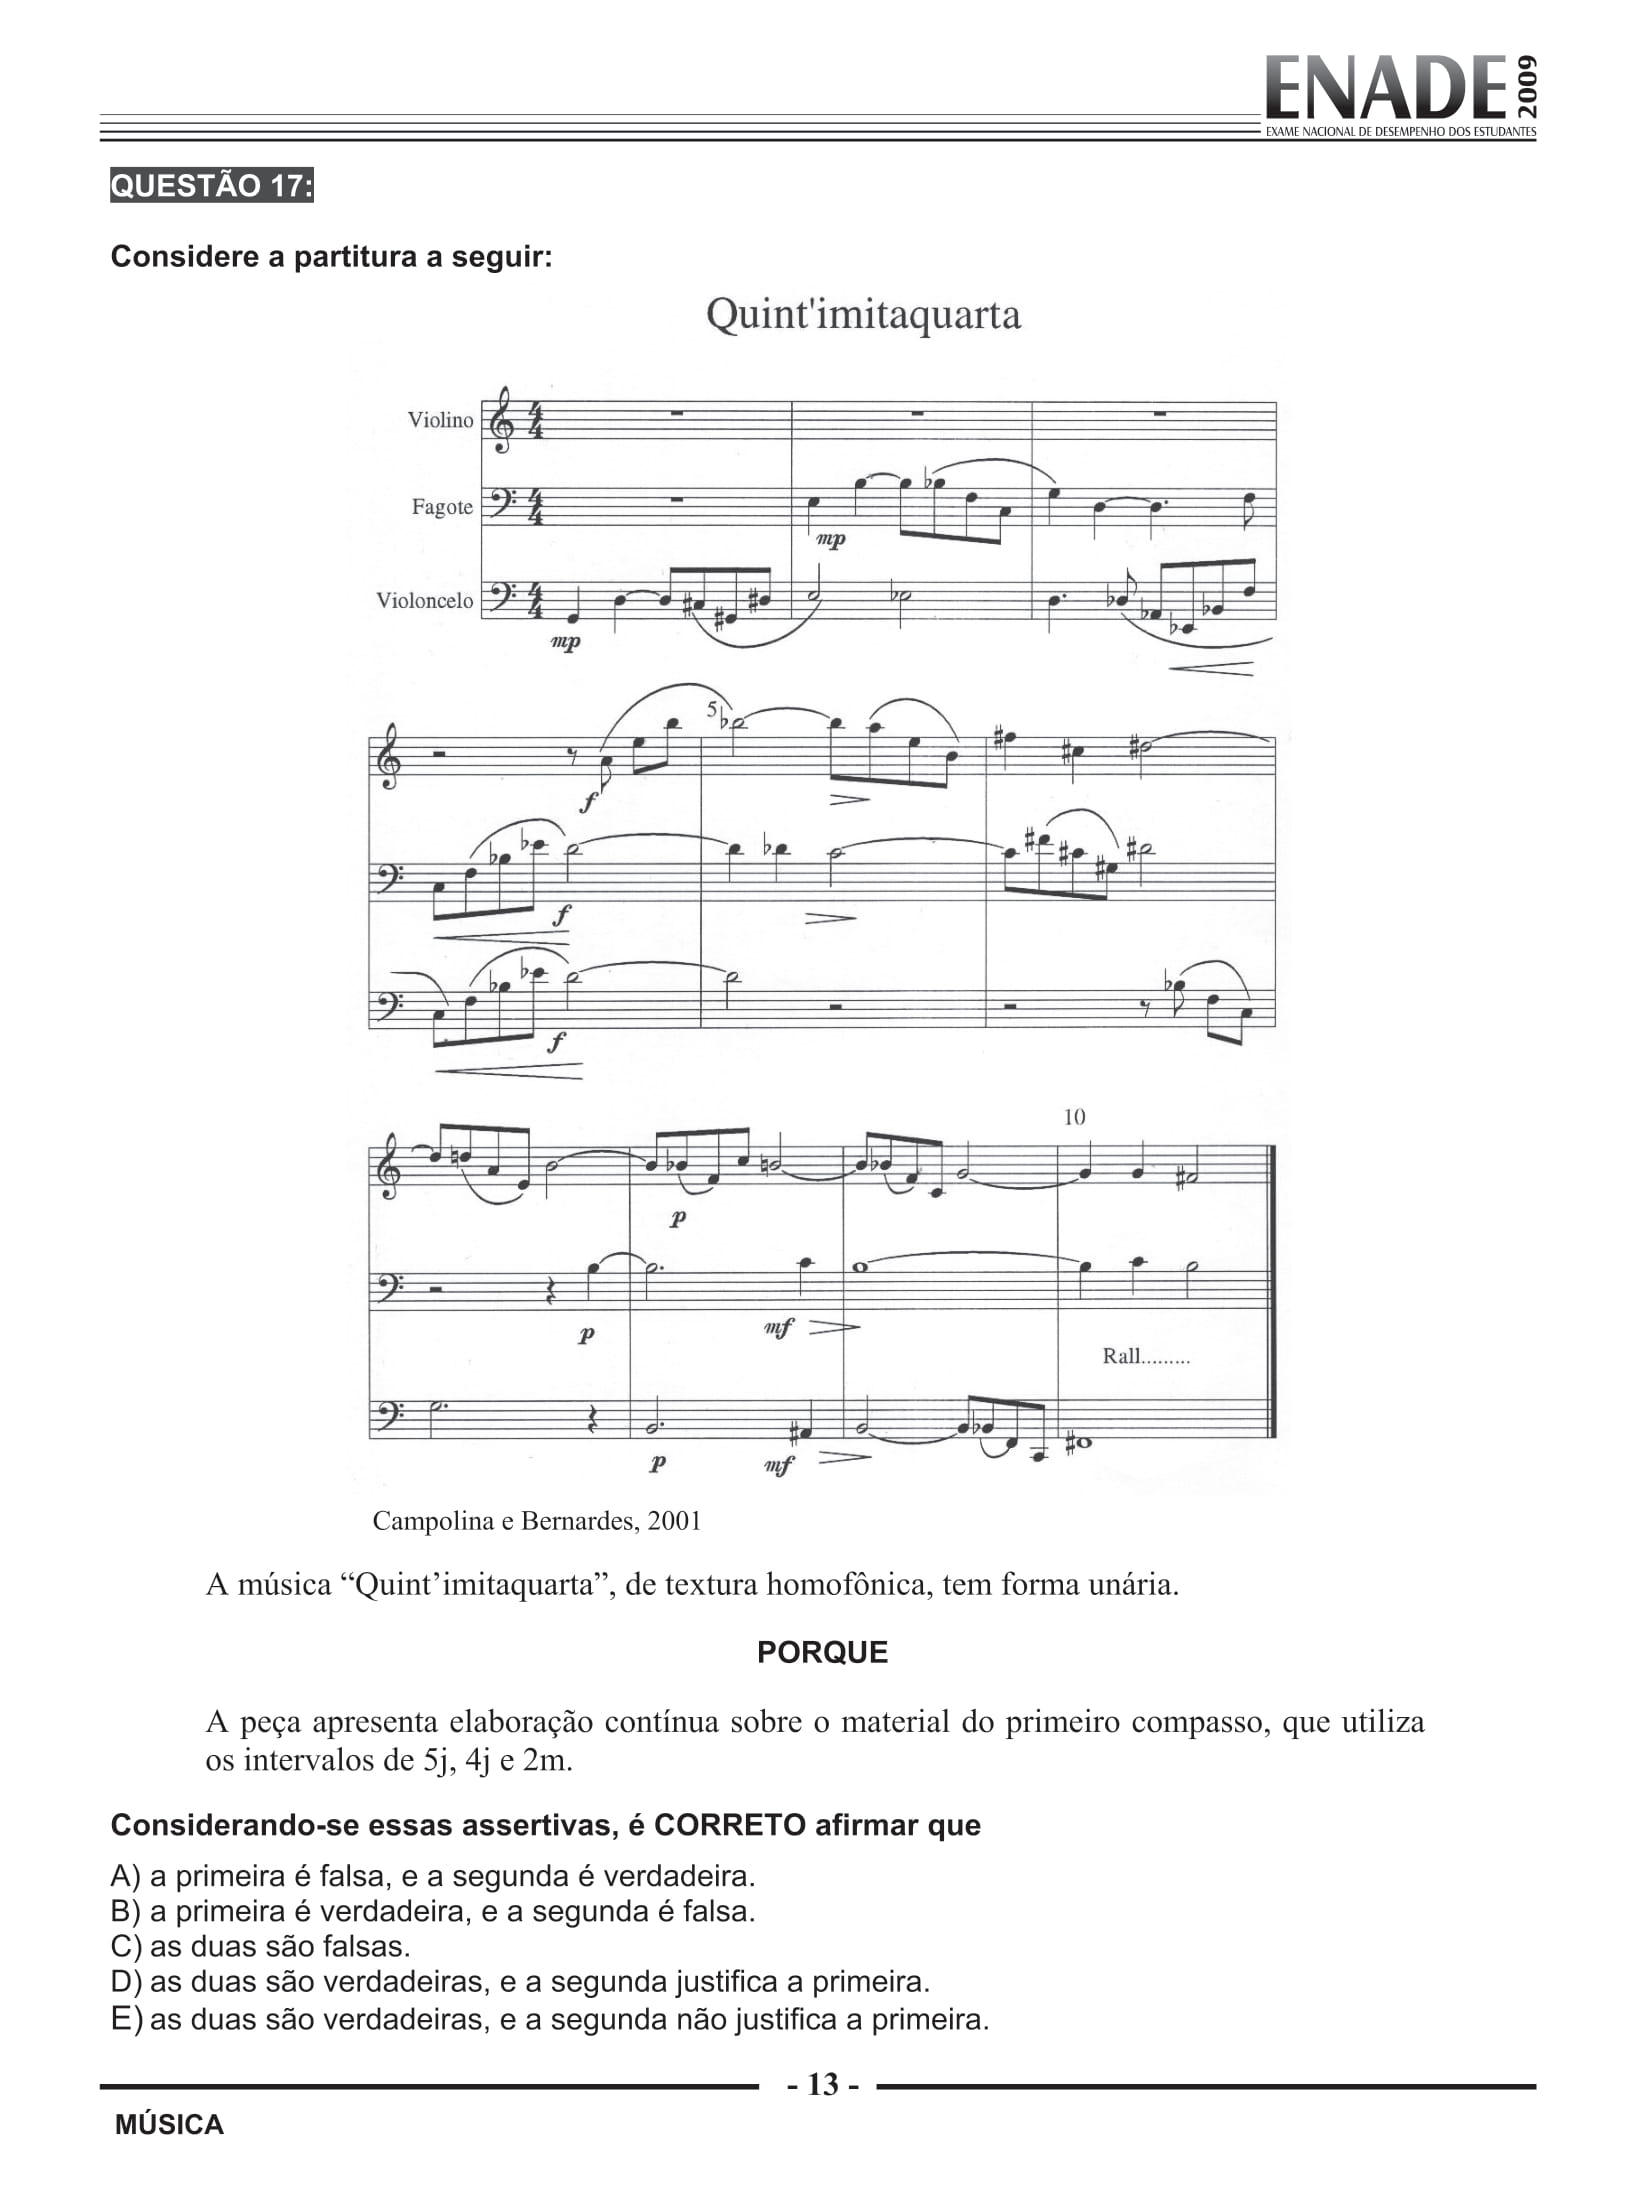 ENADE 2009
EXAME NACIONAL DE DESEMPENHO DOS ESTUDANTES
QUESTÃO 17:
Considere a partitura a seguir:
Quint'imitaquarta
Violino
Fagote
mp
Violoncelo
mp
5
f
f
f
10
p
p
mf
Rall.........
p
mf
Campolina e Bernardes, 2001
A música “Quint’imitaquarta”, de textura homofônica, tem forma unária.
PORQUE
A peça apresenta elaboração contínua sobre o material do primeiro compasso, que utiliza
os intervalos de 5j, 4j e 2m.
Considerando-se essas assertivas, é CORRETO afirmar que
A) a primeira é falsa, e a segunda é verdadeira.
B) a primeira é verdadeira, e a segunda é falsa.
C) as duas são falsas.
D) as duas são verdadeiras, e a segunda justifica a primeira.
E) as duas são verdadeiras, e a segunda não justifica a primeira.
- 13 -
MÚSICA